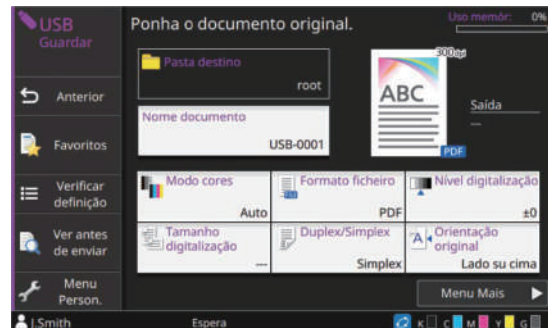 USB
Guardar
Ponha o documento original.
Uso memór: 0%
Pasta destino
root
Nome documento
USB-0001
300dpi
ABC
PDF
Saída
---
Anterior
Favoritos
Verificar
definição
Ver antes
de enviar
Menu
Person.
Modo cores
Auto
Formato ficheiro
PDF
Nível digitalização
±0
Tamanho
digitalização
---
Duplex/Simplex
Simplex
Orientação
original
Lado su cima
Menu Mais
J.Smith
Espera
K C M Y G